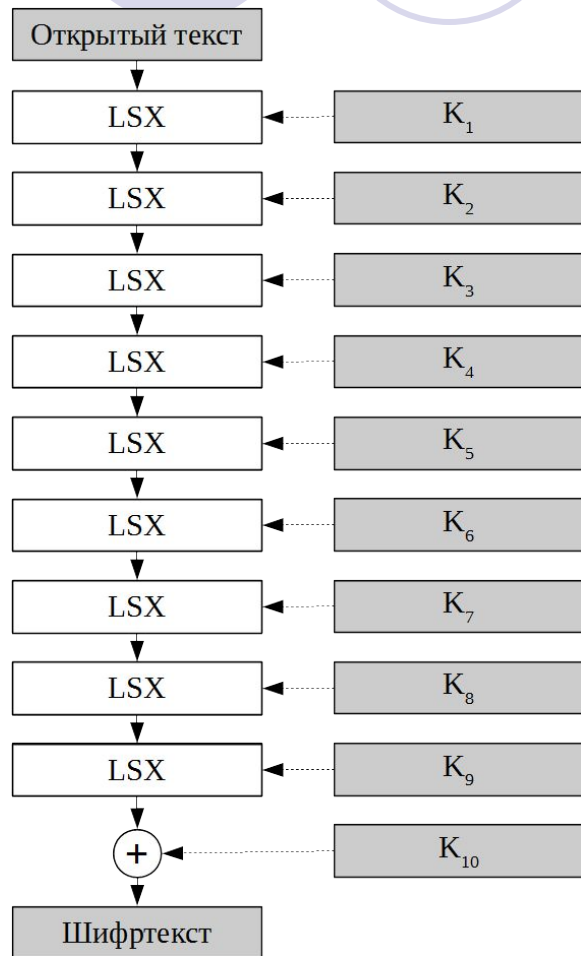 Открытый текст
LSX K₁
LSX K₂
LSX K₃
LSX K₄
LSX K₅
LSX K₆
LSX K₇
LSX K₈
LSX K₉
+ K₁₀
Шифртекст